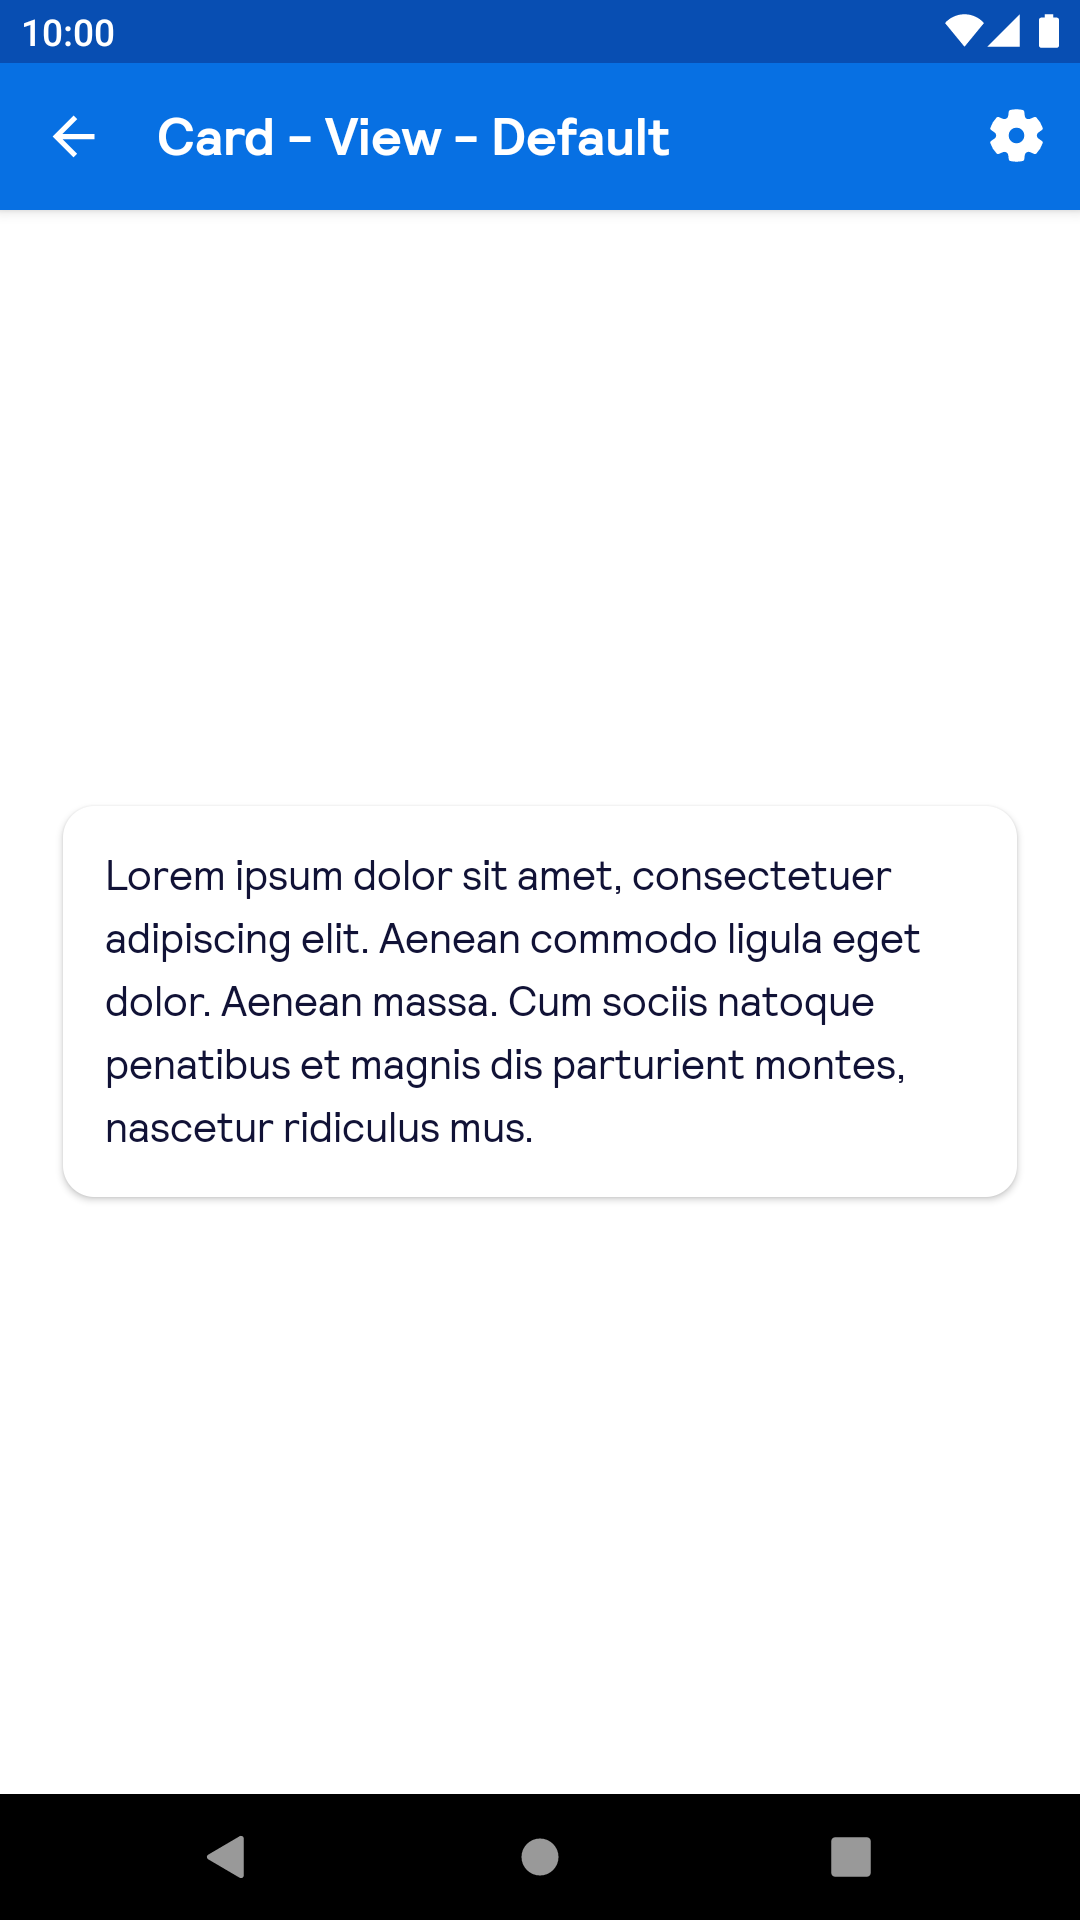 10:00
Card - View - Default
Lorem ipsum dolor sit amet, consectetuer
adipiscing elit. Aenean commodo ligula eget
dolor. Aenean massa. Cum sociis natoque
penatibus et magnis dis parturient montes,
nascetur ridiculus mus.